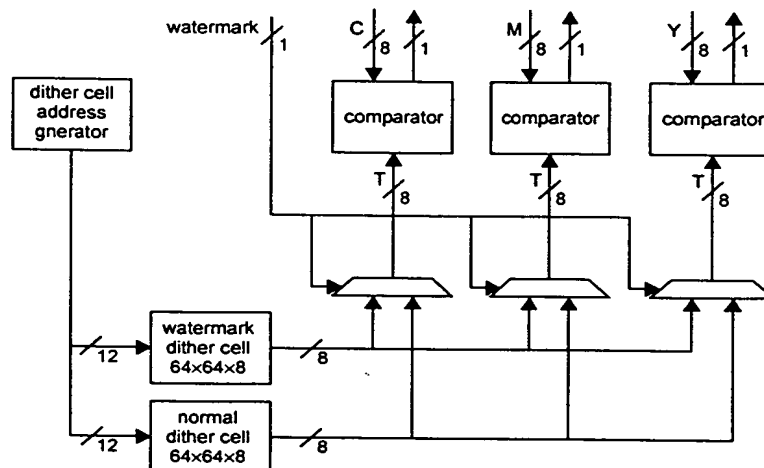 watermark 1 C 8 1 M 8 1 Y 8 1
dither cell
address
gnerator
comparator comparator comparator
T 8 T 8 T 8
12 watermark
dither cell
64×64×8
8
12 normal
dither cell
64×64×8
8